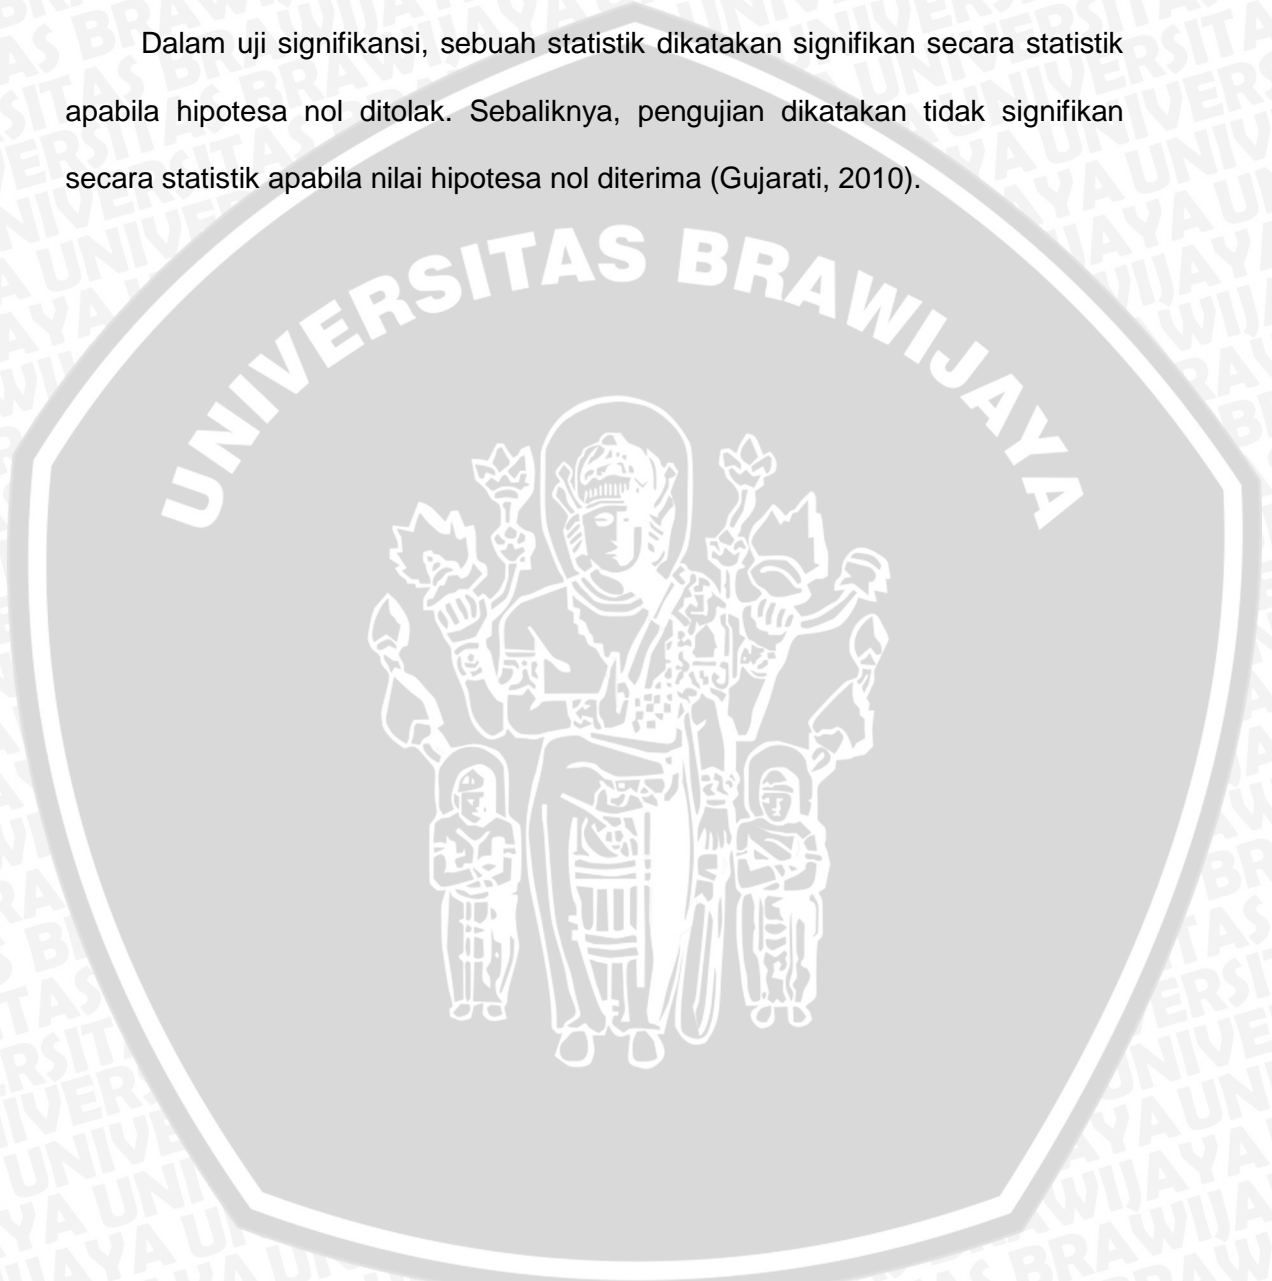 Dalam uji signifikansi, sebuah statistik dikatakan signifikan secara statistik
apabila hipotesa nol ditolak. Sebaliknya, pengujian dikatakan tidak signifikan
secara statistik apabila nilai hipotesa nol diterima (Gujarati, 2010).
UNIVERSITAS BRAWIJAYA